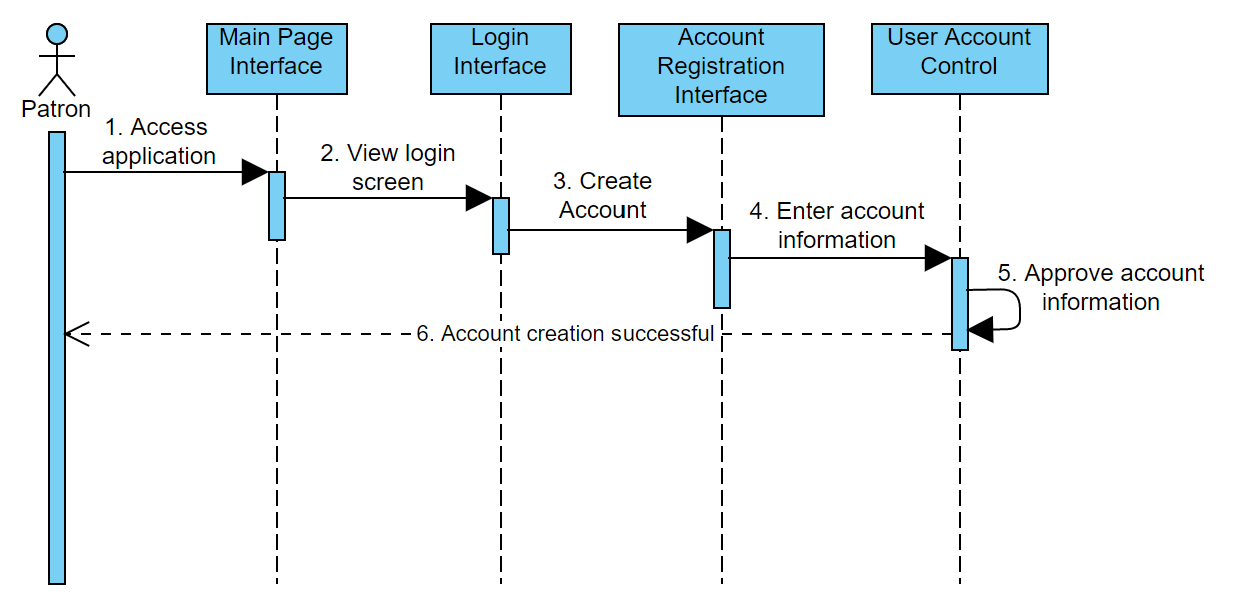 Main Page
Interface
Login
Interface
Account
Registration
Interface
User Account
Control
Patron
1. Access
application
2. View login
screen
3. Create
Account
4. Enter account
information
5. Approve account
information
6. Account creation successful